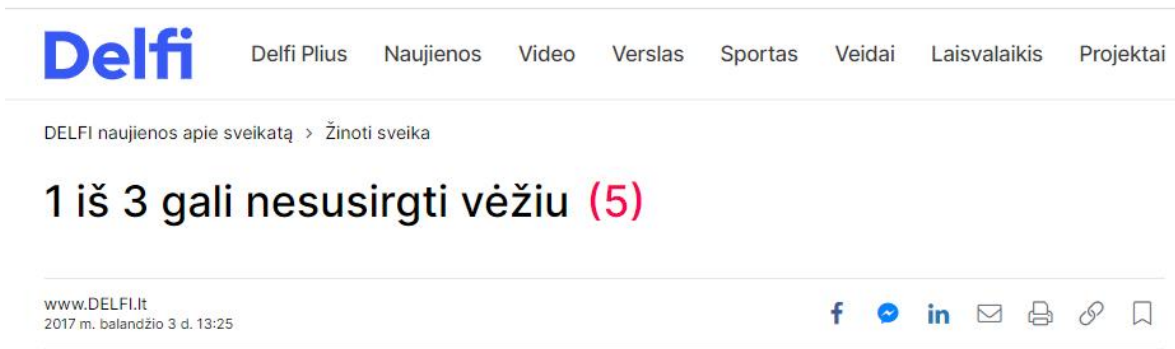 Delfi Delfi Plius Naujienos Video Verslas Sportas Veidai Laisvalaikis Projektai
DELFI naujienos apie sveikatą > Žinoti sveika
1 iš 3 gali nesusirgti vėžiu (5)
www.DELFI.lt
2017 m. balandžio 3 d. 13:25